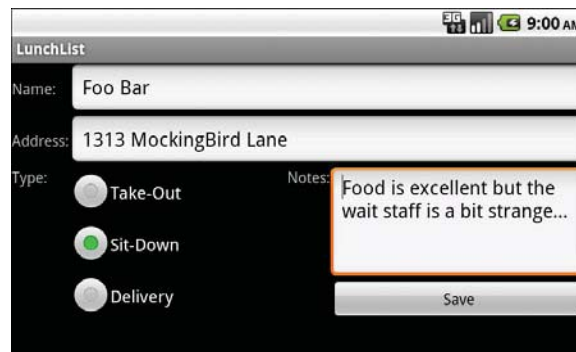 9:00 AM
LunchList
Name: Foo Bar
Address: 1313 MockingBird Lane
Type: Take-Out
Sit-Down
Delivery
Notes: Food is excellent but the
wait staff is a bit strange...
Save